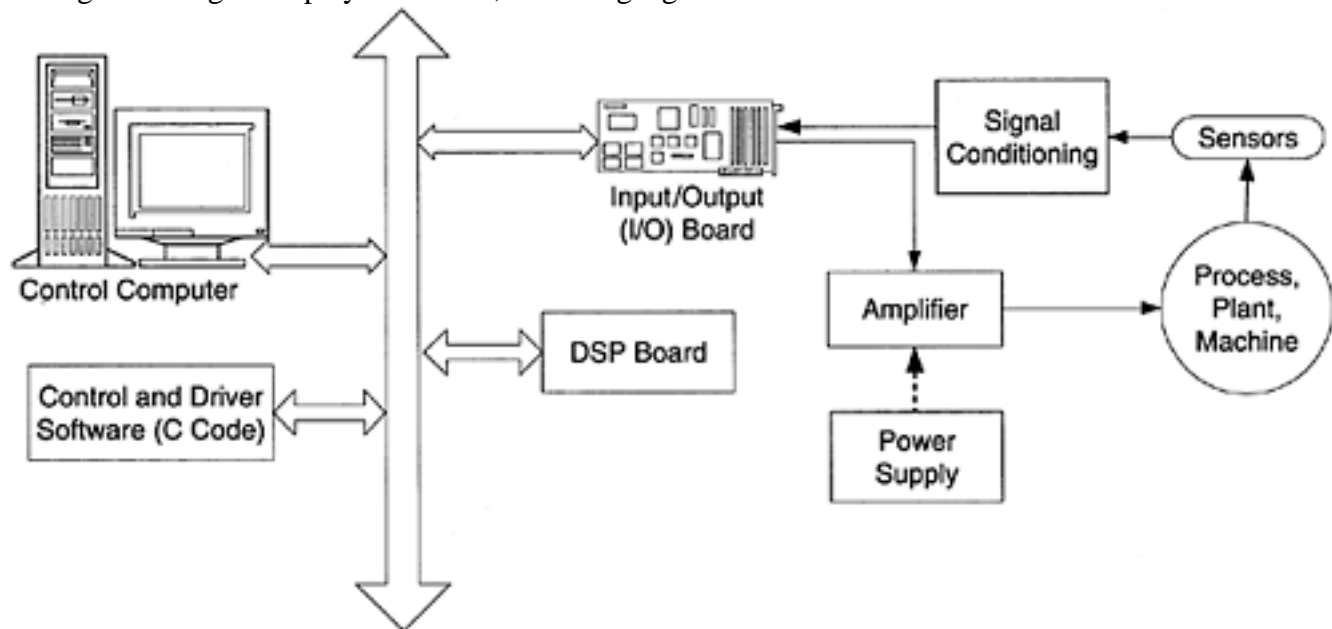 Signal
Conditioning
Sensors
Input/Output
(I/O) Board
Control Computer
Process,
Plant,
Machine
Amplifier
DSP Board
Control and Driver
Software (C Code)
Power
Supply